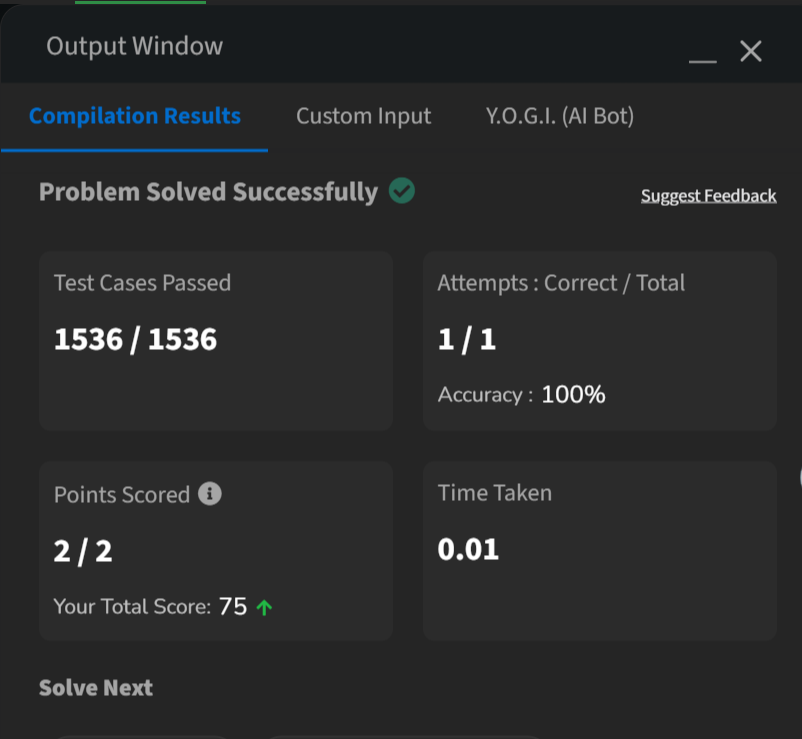 Output Window
Compilation Results Custom Input Y.O.G.I. (AI Bot)
Problem Solved Successfully
Suggest Feedback
Test Cases Passed
1536 / 1536
Attempts : Correct / Total
1 / 1
Accuracy : 100%
Points Scored
2 / 2
Your Total Score: 75
Time Taken
0.01
Solve Next